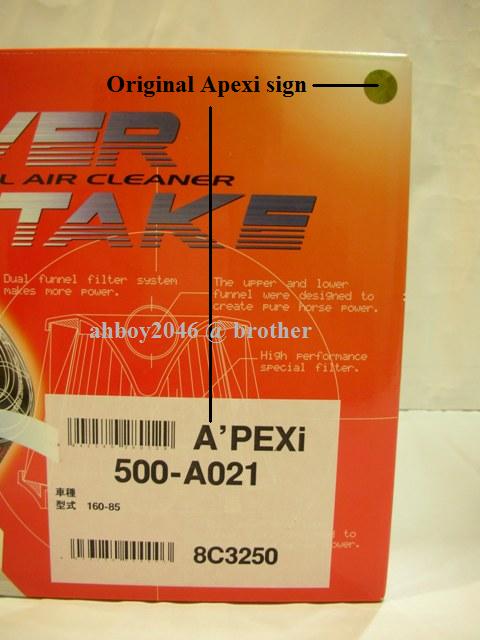 Original Apexi sign
VER
L AIR CLEANER
TAKE
Dual funnel filter system
makes more power.
The upper and lower
funnel were designed to
create pure horse power.
ahboy2046 @ brother
High performance
special filter.
A'PEXi
500-A021
車種
型式 160-85
8C3250
to
wer.